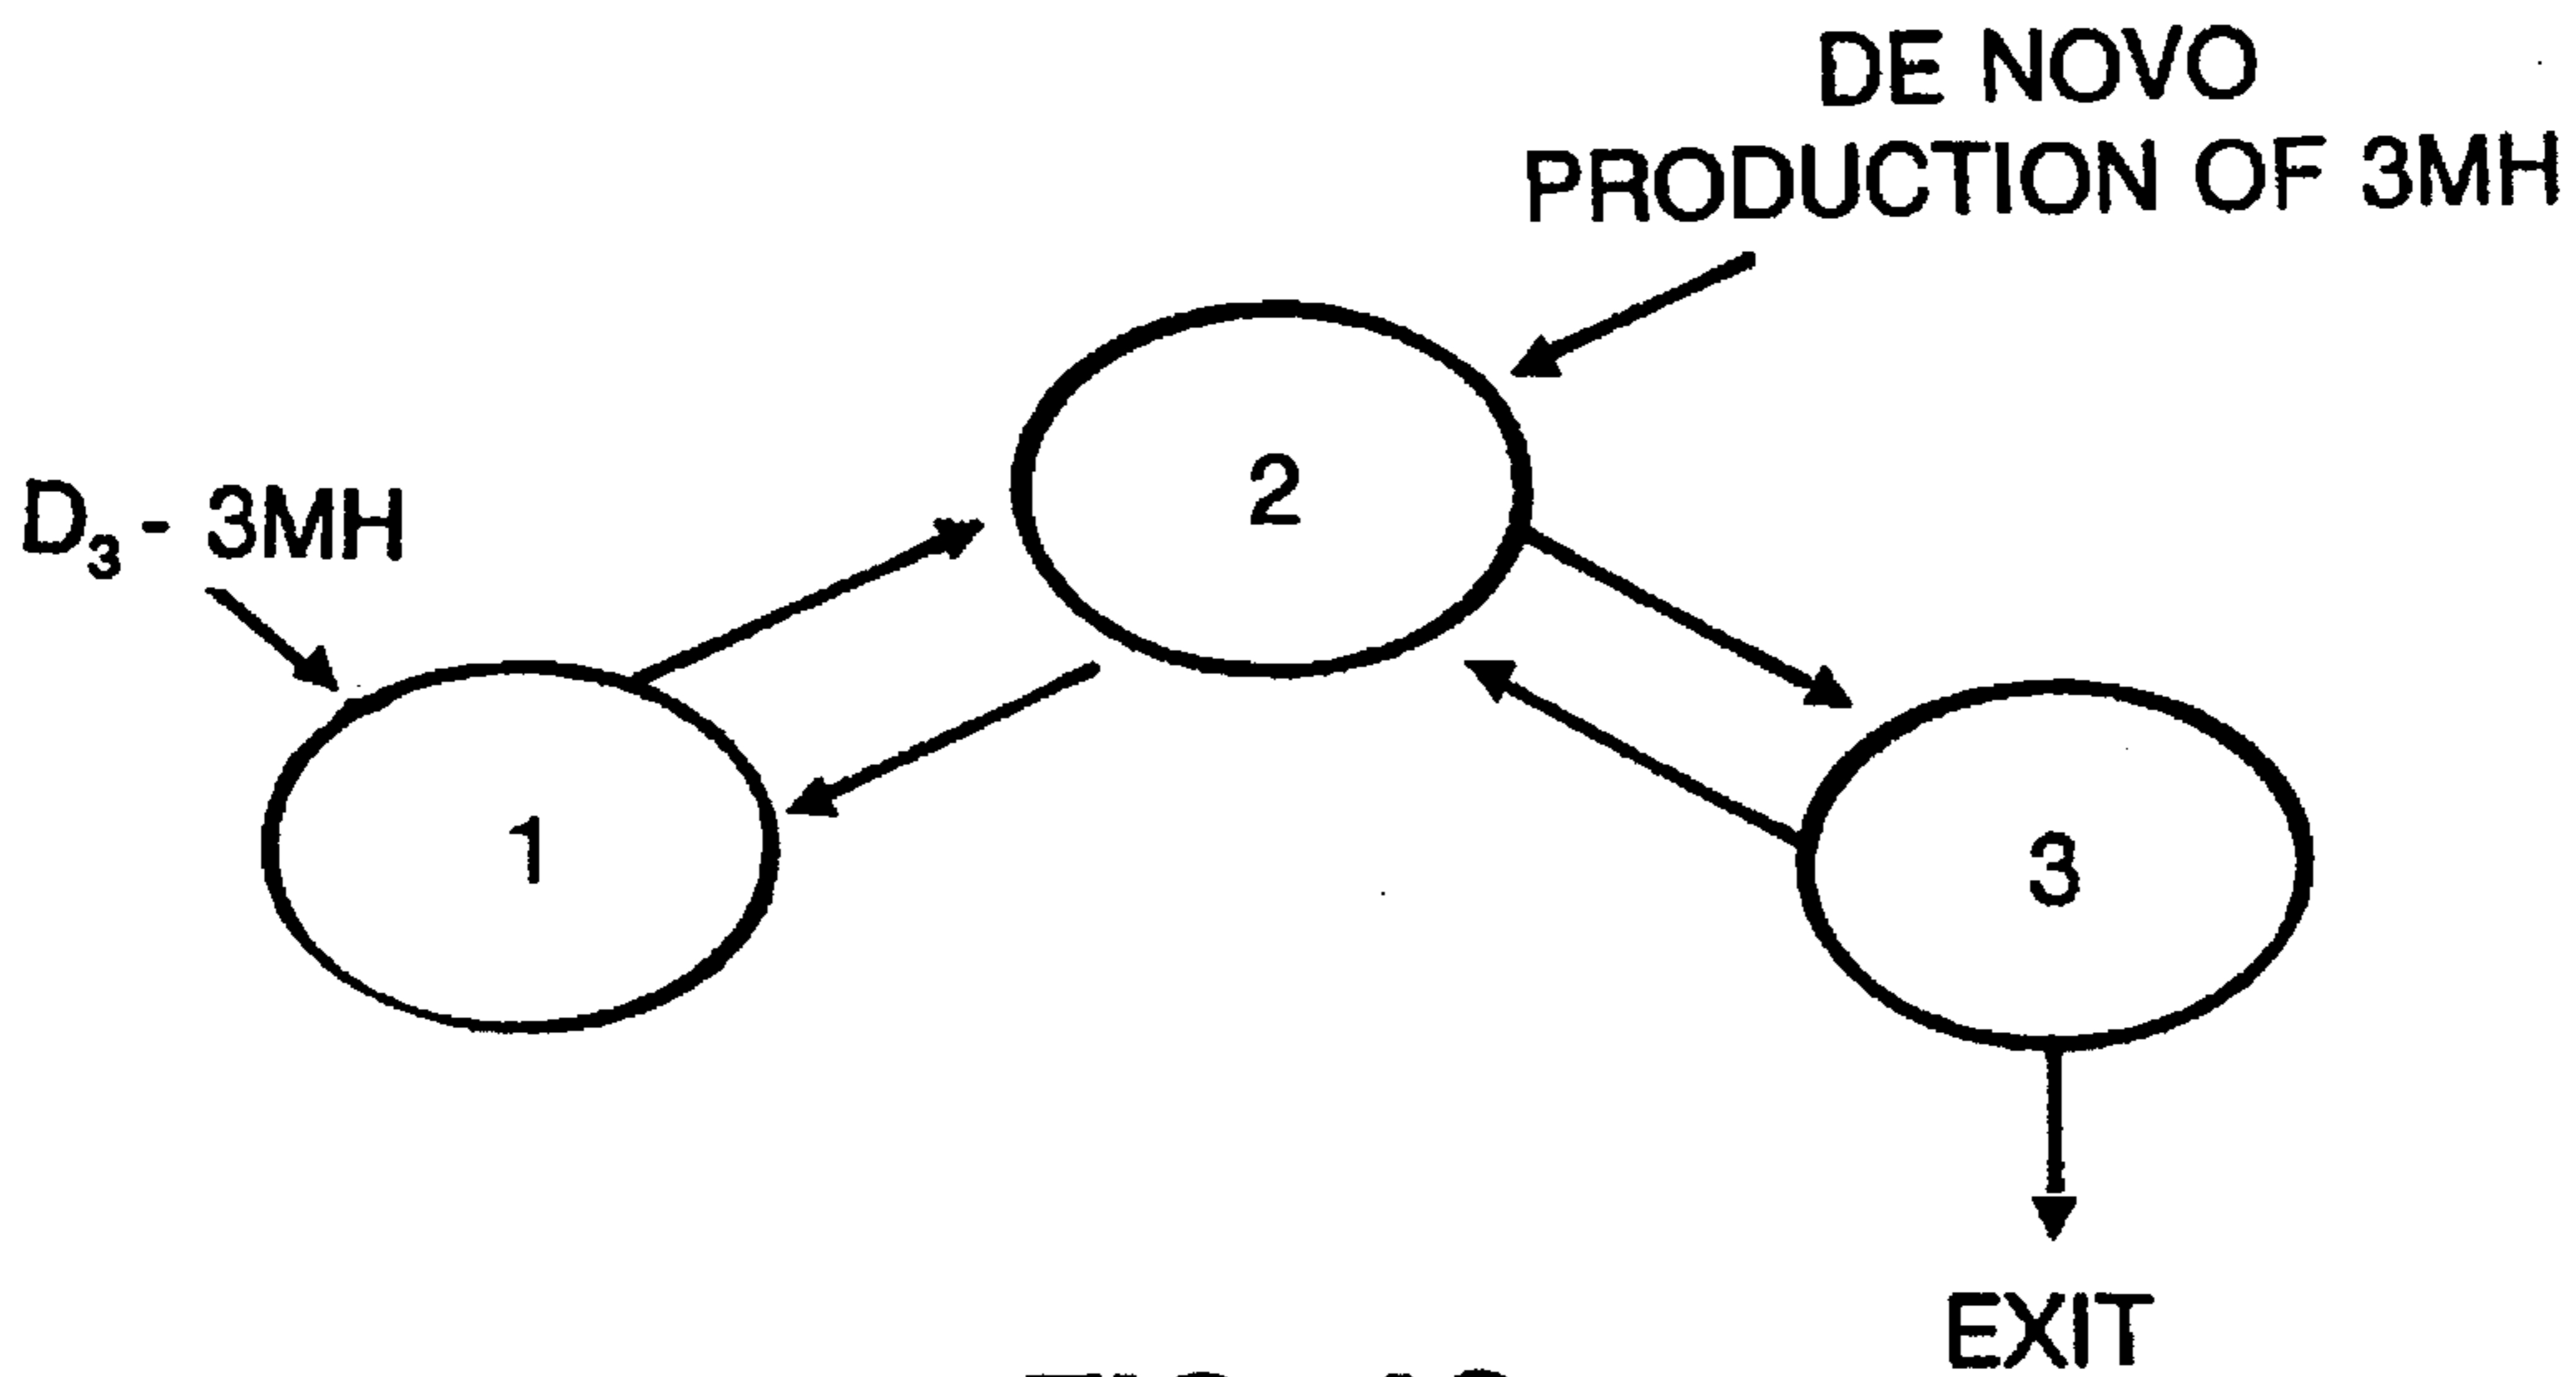 DE NOVO
PRODUCTION OF 3MH
D₃ - 3MH
2
1
3
EXIT